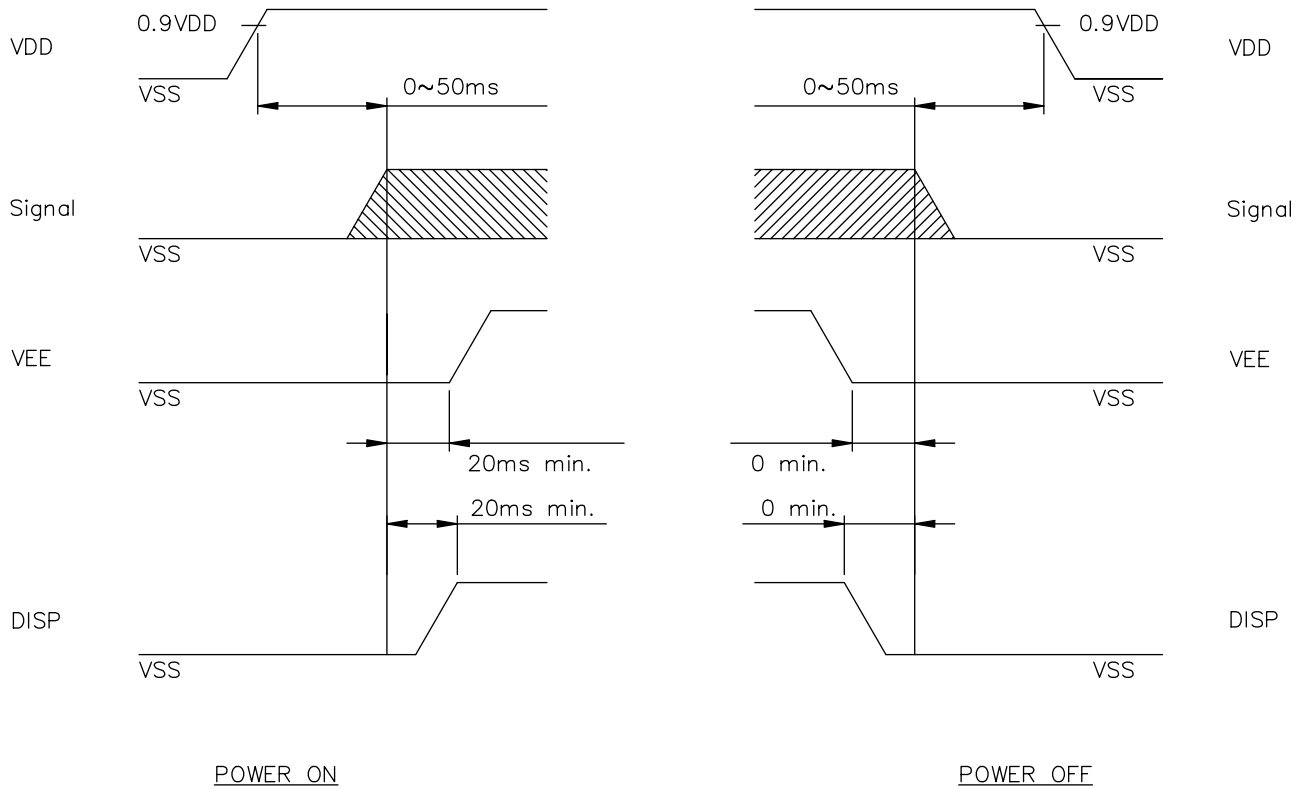 0.9VDD 0.9VDD
VDD VDD
VSS 0~50ms 0~50ms VSS
Signal Signal
VSS VSS
VEE VEE
VSS VSS
20ms min. 0 min.
20ms min. 0 min.
DISP DISP
VSS VSS
POWER ON POWER OFF